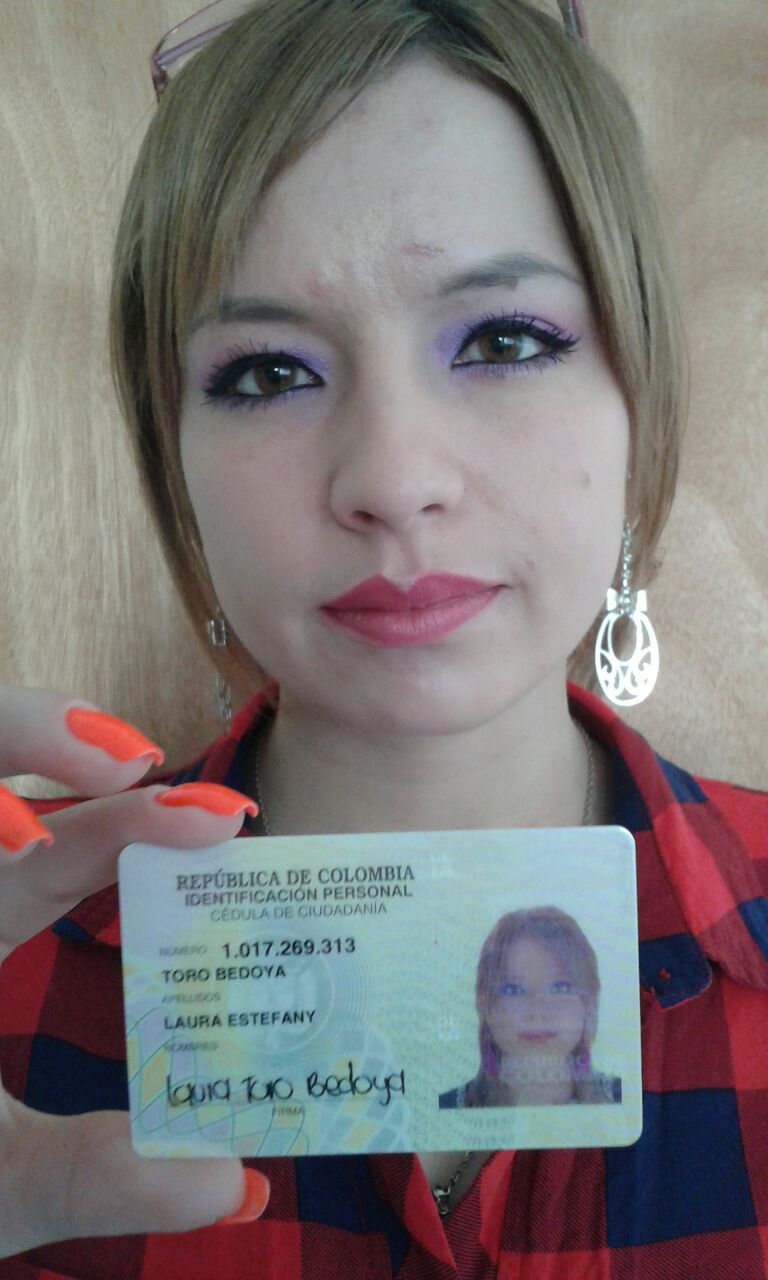 REPÚBLICA DE COLOMBIA
IDENTIFICACIÓN PERSONAL
CÉDULA DE CIUDADANÍA
NÚMERO 1.017.269.313
TORO BEDOYA
APELLIDOS
LAURA ESTEFANY
NOMBRES
Laura Toro Bedoya
FIRMA